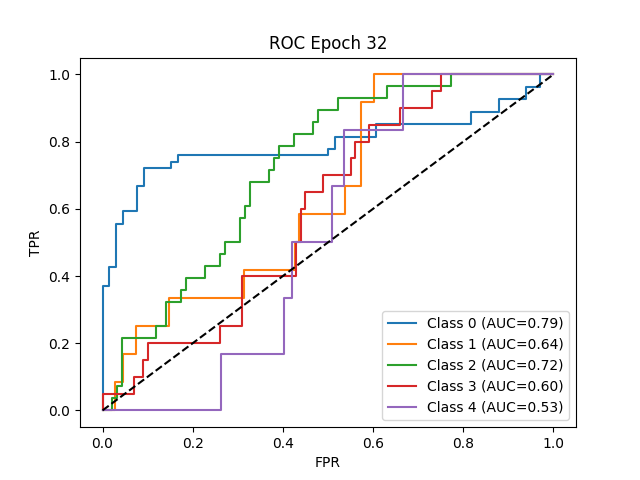 ROC Epoch 32
TPR
1.0
0.8
0.6
0.4
0.2
0.0
0.0
0.2
0.4
0.6
0.8
1.0
FPR
Class 0 (AUC=0.79)
Class 1 (AUC=0.64)
Class 2 (AUC=0.72)
Class 3 (AUC=0.60)
Class 4 (AUC=0.53)